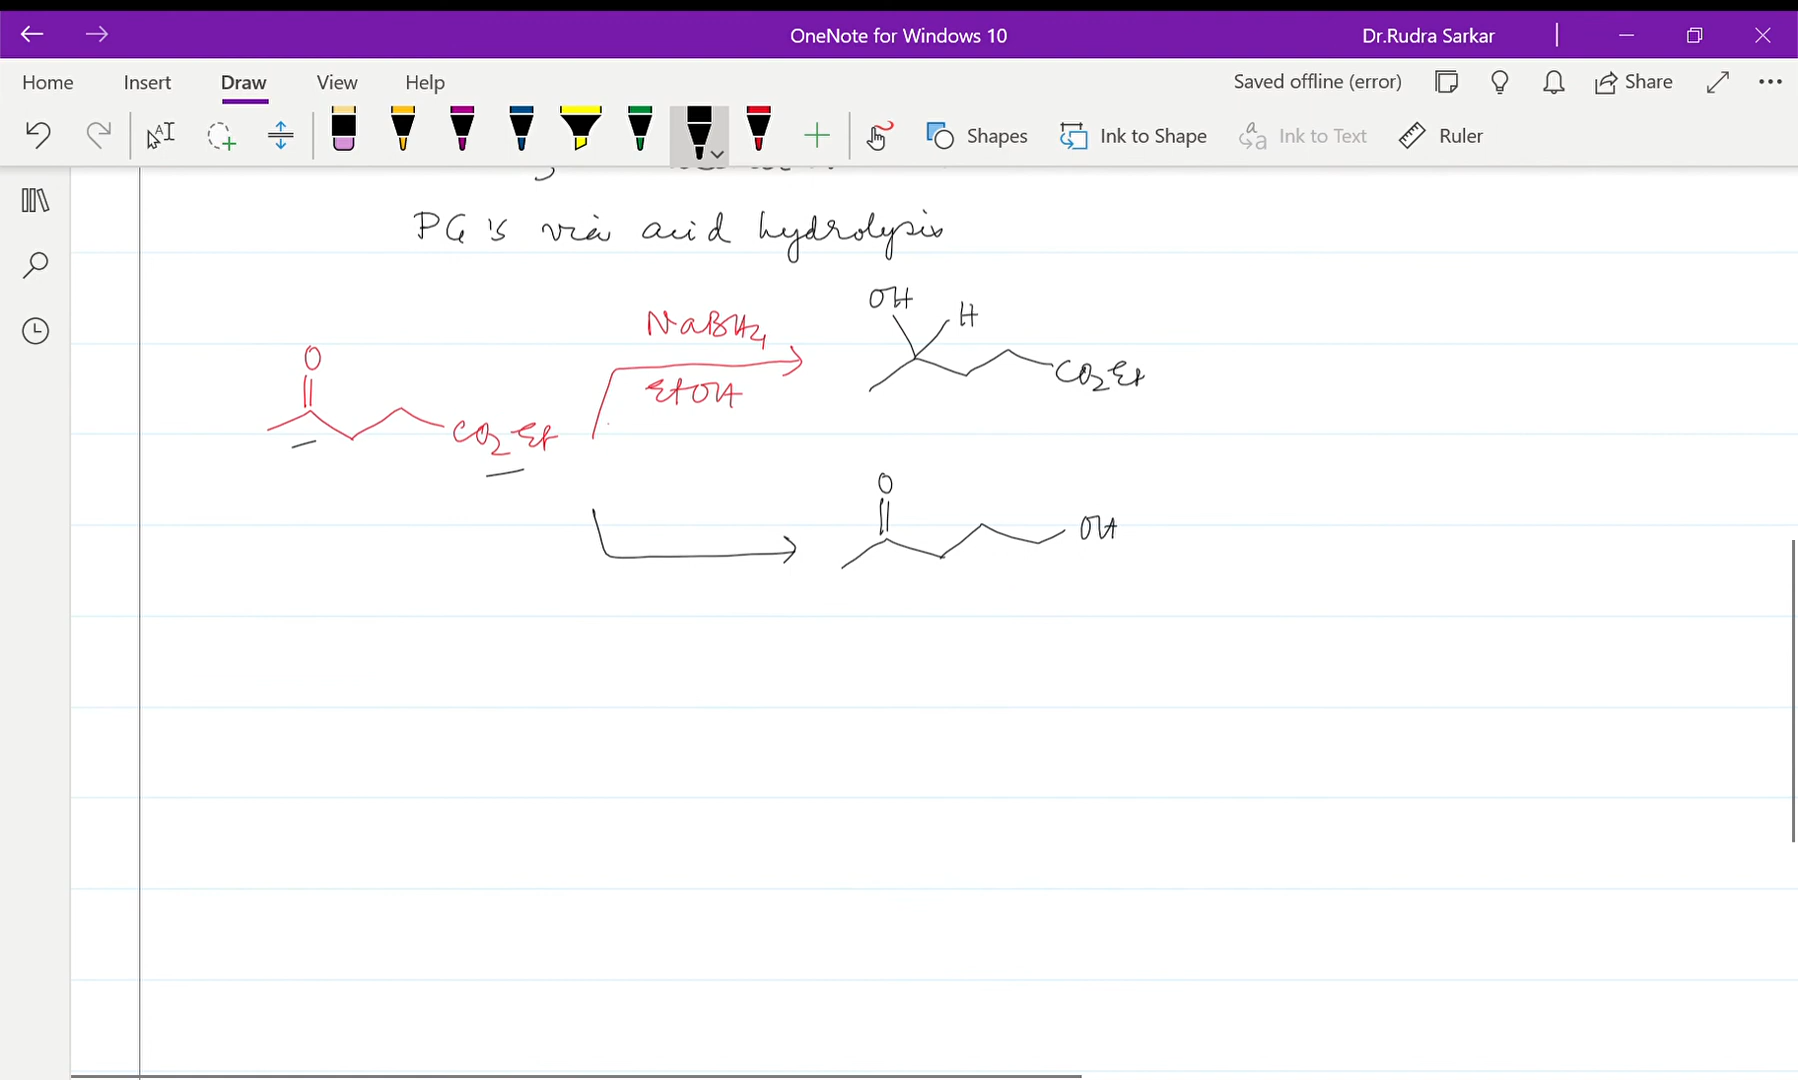 OneNote for Windows 10
Dr.Rudra Sarkar
Home Insert Draw View Help
Saved offline (error)
Share
Shapes
Ink to Shape
Ink to Text
Ruler
PG's via acid hydrolysis
O
CO2Et
NaBH4
EtOH
OH
H
CO2Et
O
OH